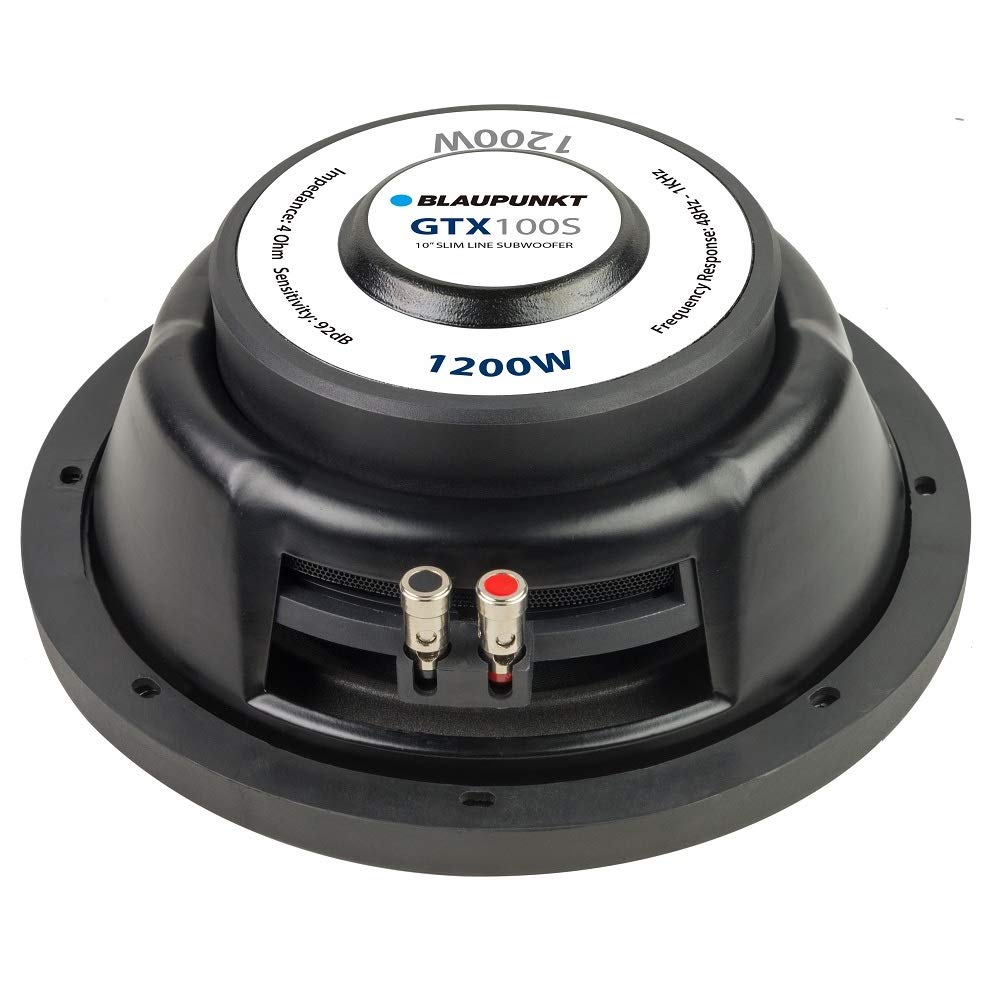 1200W
BLAUPUNKT
GTX100S
10" SLIM LINE SUBWOOFER
Impedance: 4 Ohm Sensitivity: 92dB
Frequency Response: 48Hz - 1KHz
1200W